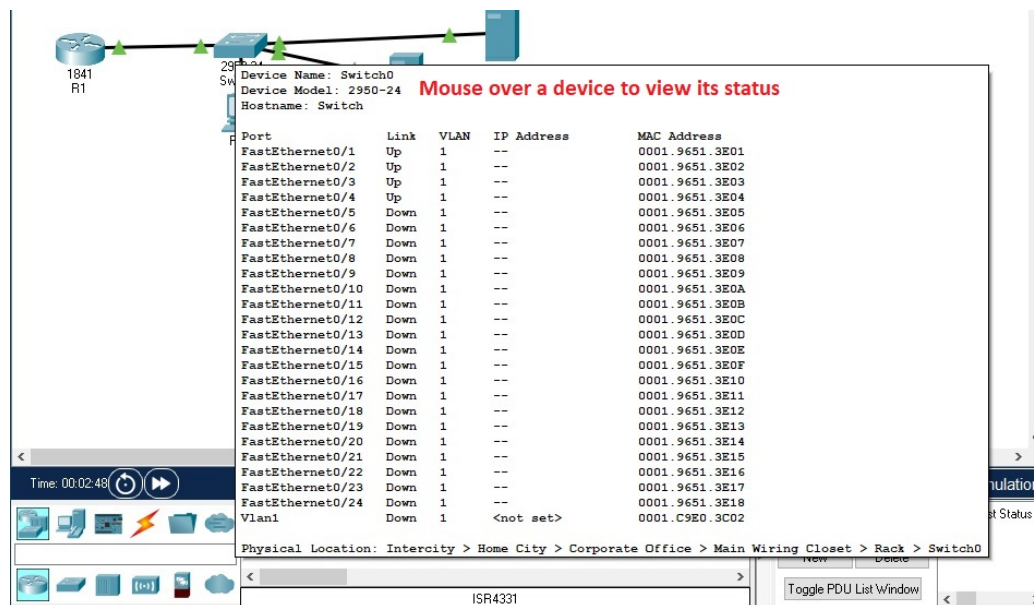 1841
R1
Device Name: Switch0
Device Model: 2950-24
Mouse over a device to view its status
Hostname: Switch
Port Link VLAN IP Address MAC Address
FastEthernet0/1 Up 1 -- 0001.9651.3E01
FastEthernet0/2 Up 1 -- 0001.9651.3E02
FastEthernet0/3 Up 1 -- 0001.9651.3E03
FastEthernet0/4 Up 1 -- 0001.9651.3E04
FastEthernet0/5 Down 1 -- 0001.9651.3E05
FastEthernet0/6 Down 1 -- 0001.9651.3E06
FastEthernet0/7 Down 1 -- 0001.9651.3E07
FastEthernet0/8 Down 1 -- 0001.9651.3E08
FastEthernet0/9 Down 1 -- 0001.9651.3E09
FastEthernet0/10 Down 1 -- 0001.9651.3E0A
FastEthernet0/11 Down 1 -- 0001.9651.3E0B
FastEthernet0/12 Down 1 -- 0001.9651.3E0C
FastEthernet0/13 Down 1 -- 0001.9651.3E0D
FastEthernet0/14 Down 1 -- 0001.9651.3E0E
FastEthernet0/15 Down 1 -- 0001.9651.3E0F
FastEthernet0/16 Down 1 -- 0001.9651.3E10
FastEthernet0/17 Down 1 -- 0001.9651.3E11
FastEthernet0/18 Down 1 -- 0001.9651.3E12
FastEthernet0/19 Down 1 -- 0001.9651.3E13
FastEthernet0/20 Down 1 -- 0001.9651.3E14
FastEthernet0/21 Down 1 -- 0001.9651.3E15
FastEthernet0/22 Down 1 -- 0001.9651.3E16
FastEthernet0/23 Down 1 -- 0001.9651.3E17
FastEthernet0/24 Down 1 -- 0001.9651.3E18
Vlan1 Down 1 <not set> 0001.C9E0.3C02
Physical Location: Intercity > Home City > Corporate Office > Main Wiring Closet > Rack > Switch0
Time: 00:02:48
st Status
New Delete
Toggle PDU List Window
ISR4331